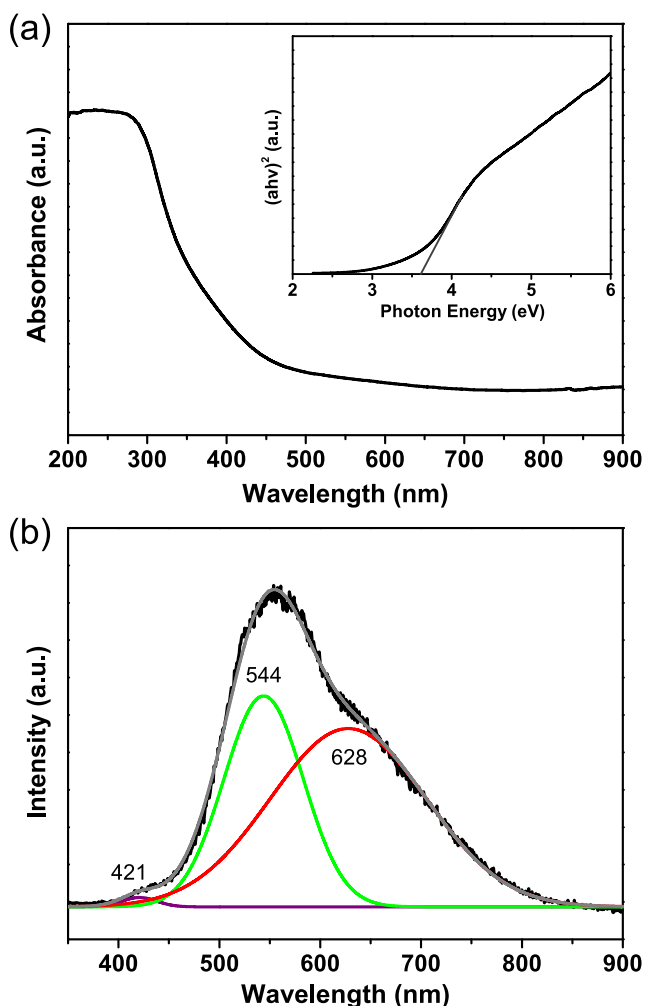 (a)
Absorbance (a.u.)
200 300 400 500 600 700 800 900
Wavelength (nm)
(ahv)² (a.u.)
2 3 4 5 6
Photon Energy (eV)
(b)
Intensity (a.u.)
421
544
628
400 500 600 700 800 900
Wavelength (nm)